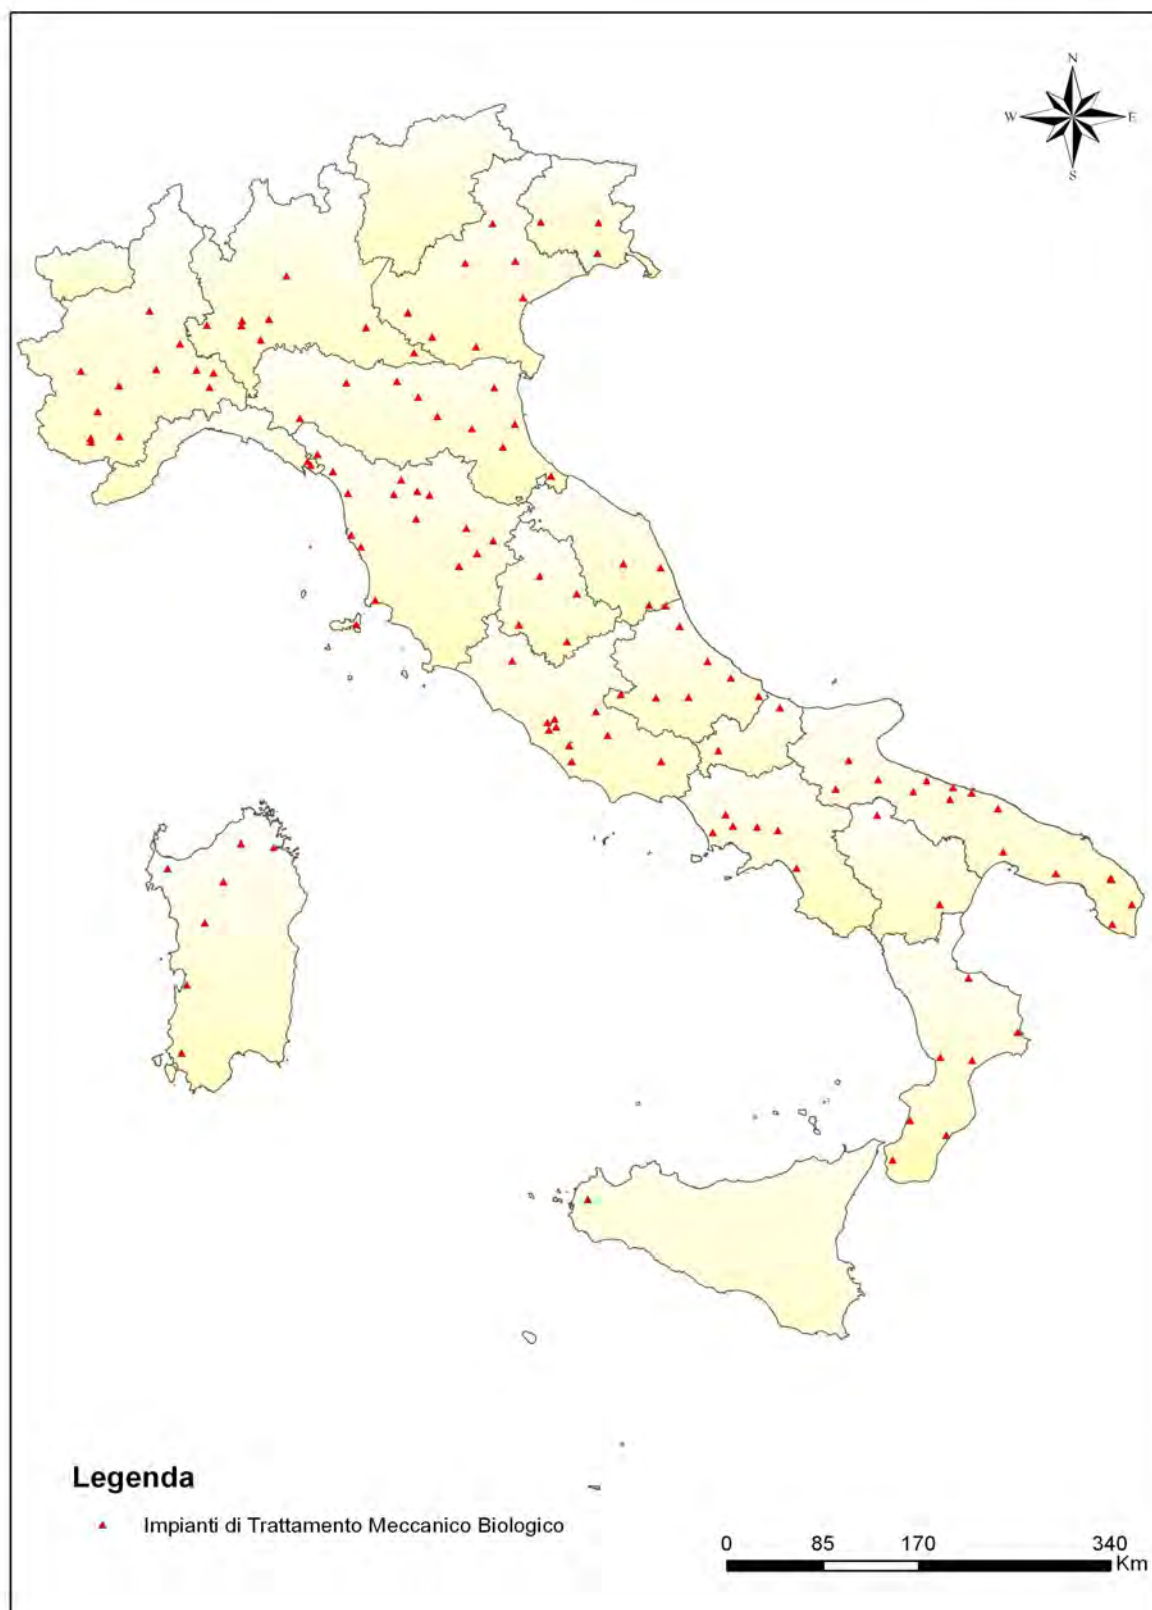 N
W E
S
Legenda
Impianti di Trattamento Meccanico Biologico
0 85 170 340
Km